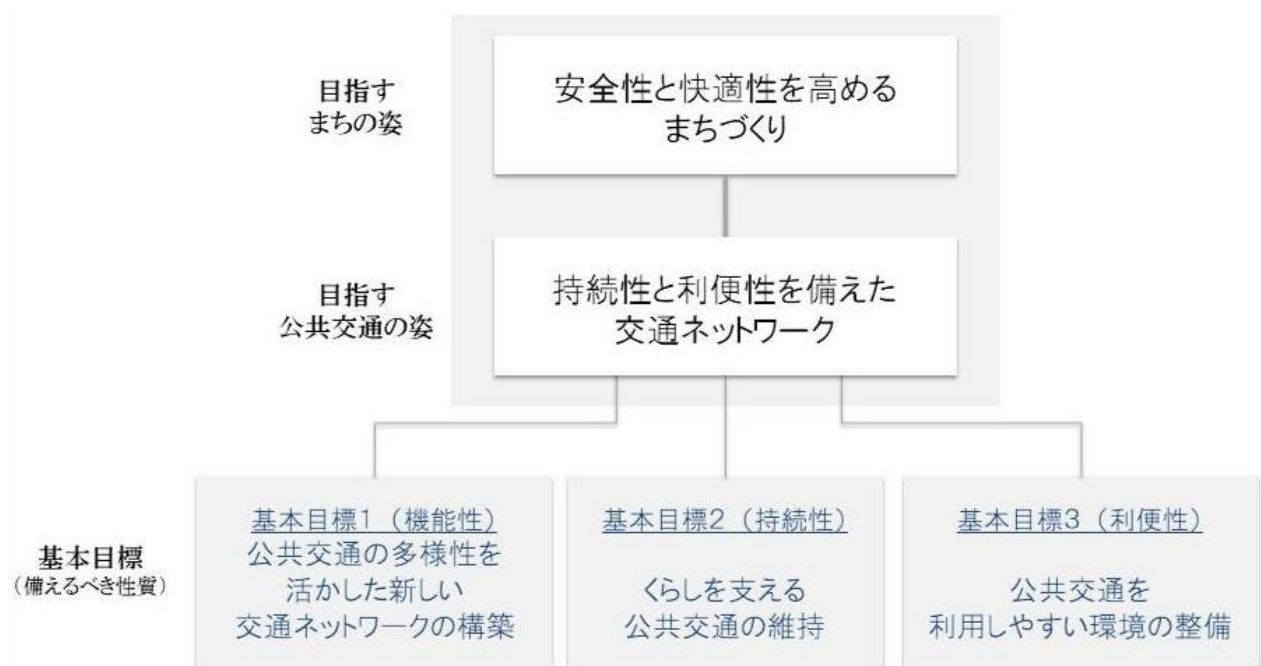 目指す
まちの姿
安全性と快適性を高める
まちづくり
目指す
公共交通の姿
持続性と利便性を備えた
交通ネットワーク
基本目標
（備えるべき性質）
基本目標1（機能性）
公共交通の多様性を
活かした新しい
交通ネットワークの構築
基本目標2（持続性）
くらしを支える
公共交通の維持
基本目標3（利便性）
公共交通を
利用しやすい環境の整備